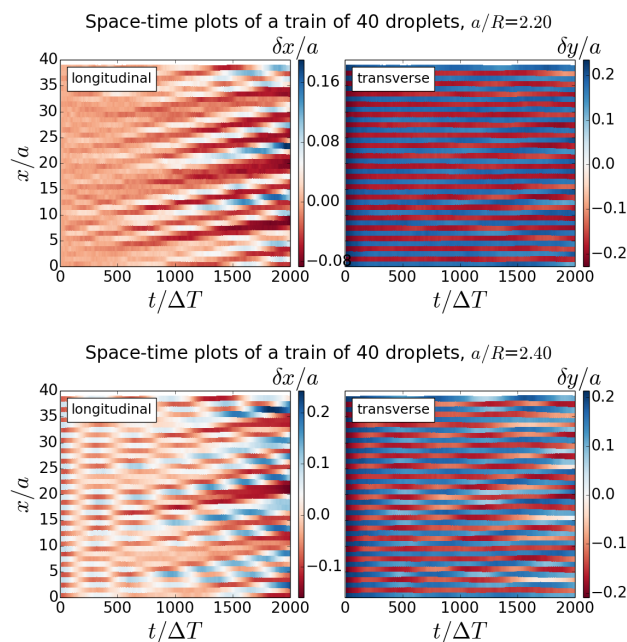 Space-time plots of a train of 40 droplets, a/R=2.20
δx/a
δy/a
longitudinal
transverse
x/a
40
35
30
25
20
15
10
5
0
0 500 1000 1500 2000
0.16
0.08
0.00
−0.08
0 500 1000 1500 2000
0.2
0.1
0.0
−0.1
−0.2
t/ΔT
t/ΔT
Space-time plots of a train of 40 droplets, a/R=2.40
δx/a
δy/a
longitudinal
transverse
x/a
40
35
30
25
20
15
10
5
0
0 500 1000 1500 2000
0.2
0.1
0.0
−0.1
0 500 1000 1500 2000
0.2
0.1
0.0
−0.1
−0.2
t/ΔT
t/ΔT